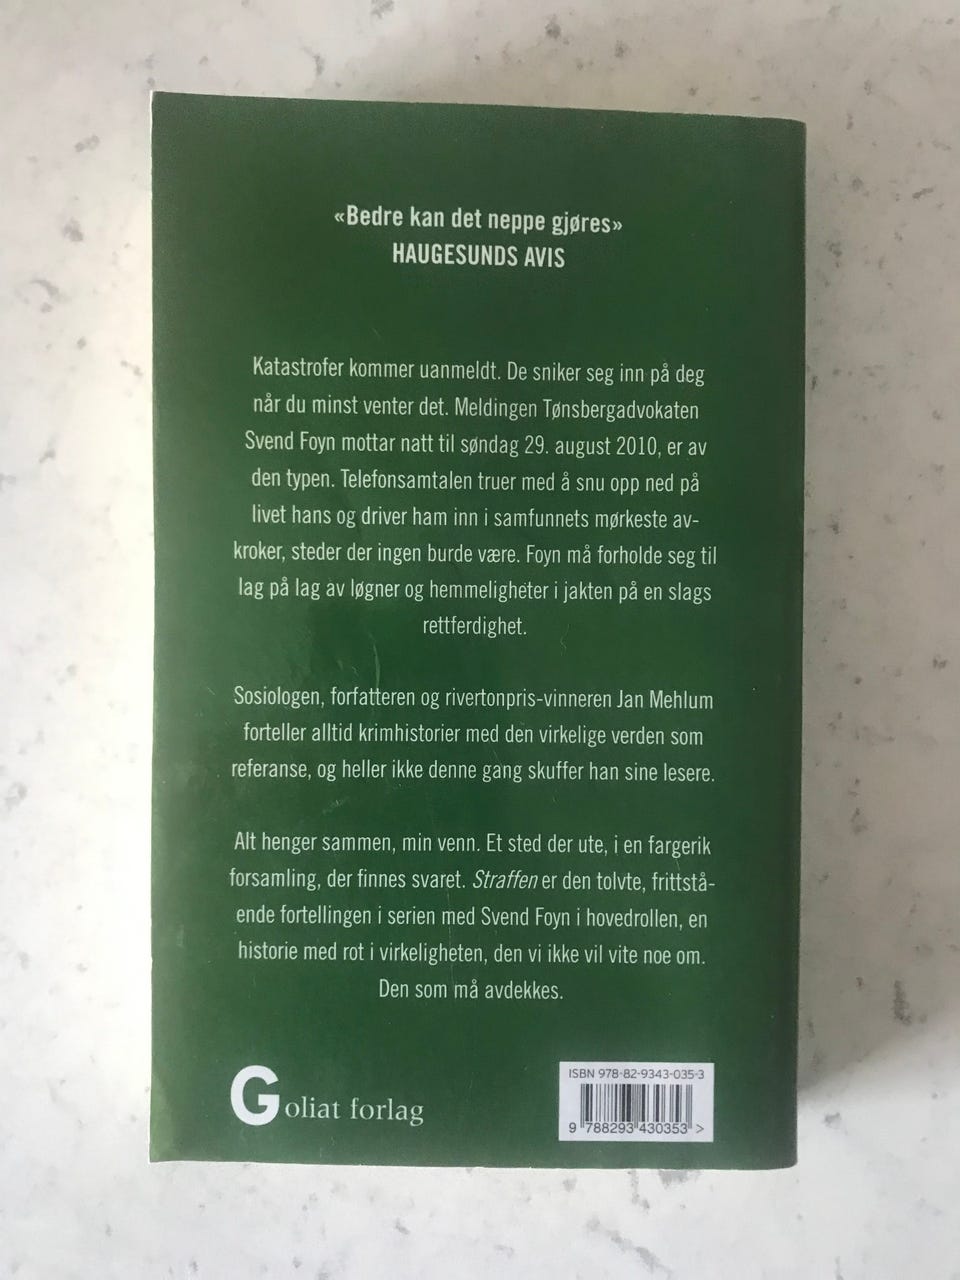 «Bedre kan det neppe gjøres»
HAUGESUNDS AVIS
Katastrofer kommer uanmeldt. De sniker seg inn på deg
når du minst venter det. Meldingen Tønsbergadvokaten
Svend Foyn mottar natt til søndag 29. august 2010, er av
den typen. Telefonsamtalen truer med å snu opp ned på
livet hans og driver ham inn i samfunnets mørkeste av-
kroker, steder der ingen burde være. Foyn må forholde seg til
lag på lag av løgner og hemmeligheter i jakten på en slags
rettferdighet.
Sosiologen, forfatteren og rivertonpris-vinneren Jan Mehlum
forteller alltid krimhistorier med den virkelige verden som
referanse, og heller ikke denne gang skuffer han sine lesere.
Alt henger sammen, min venn. Et sted der ute, i en fargerik
forsamling, der finnes svaret. Straffen er den tolvte, frittstå-
ende fortellingen i serien med Svend Foyn i hovedrollen, en
historie med rot i virkeligheten, den vi ikke vil vite noe om.
Den som må avdekkes.
Goliat forlag
ISBN 978-82-9343-035-3
9 788293 430353 >